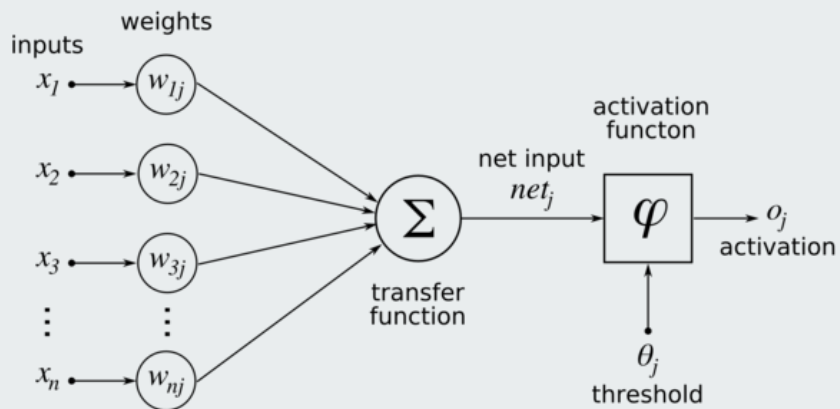 weights
inputs
x₁
w₁ⱼ
activation
functon
x₂
w₂ⱼ
net input
netⱼ
Σ
φ
oⱼ
activation
x₃
w₃ⱼ
transfer
function
⋮ ⋮
xₙ
wₙⱼ
θⱼ
threshold